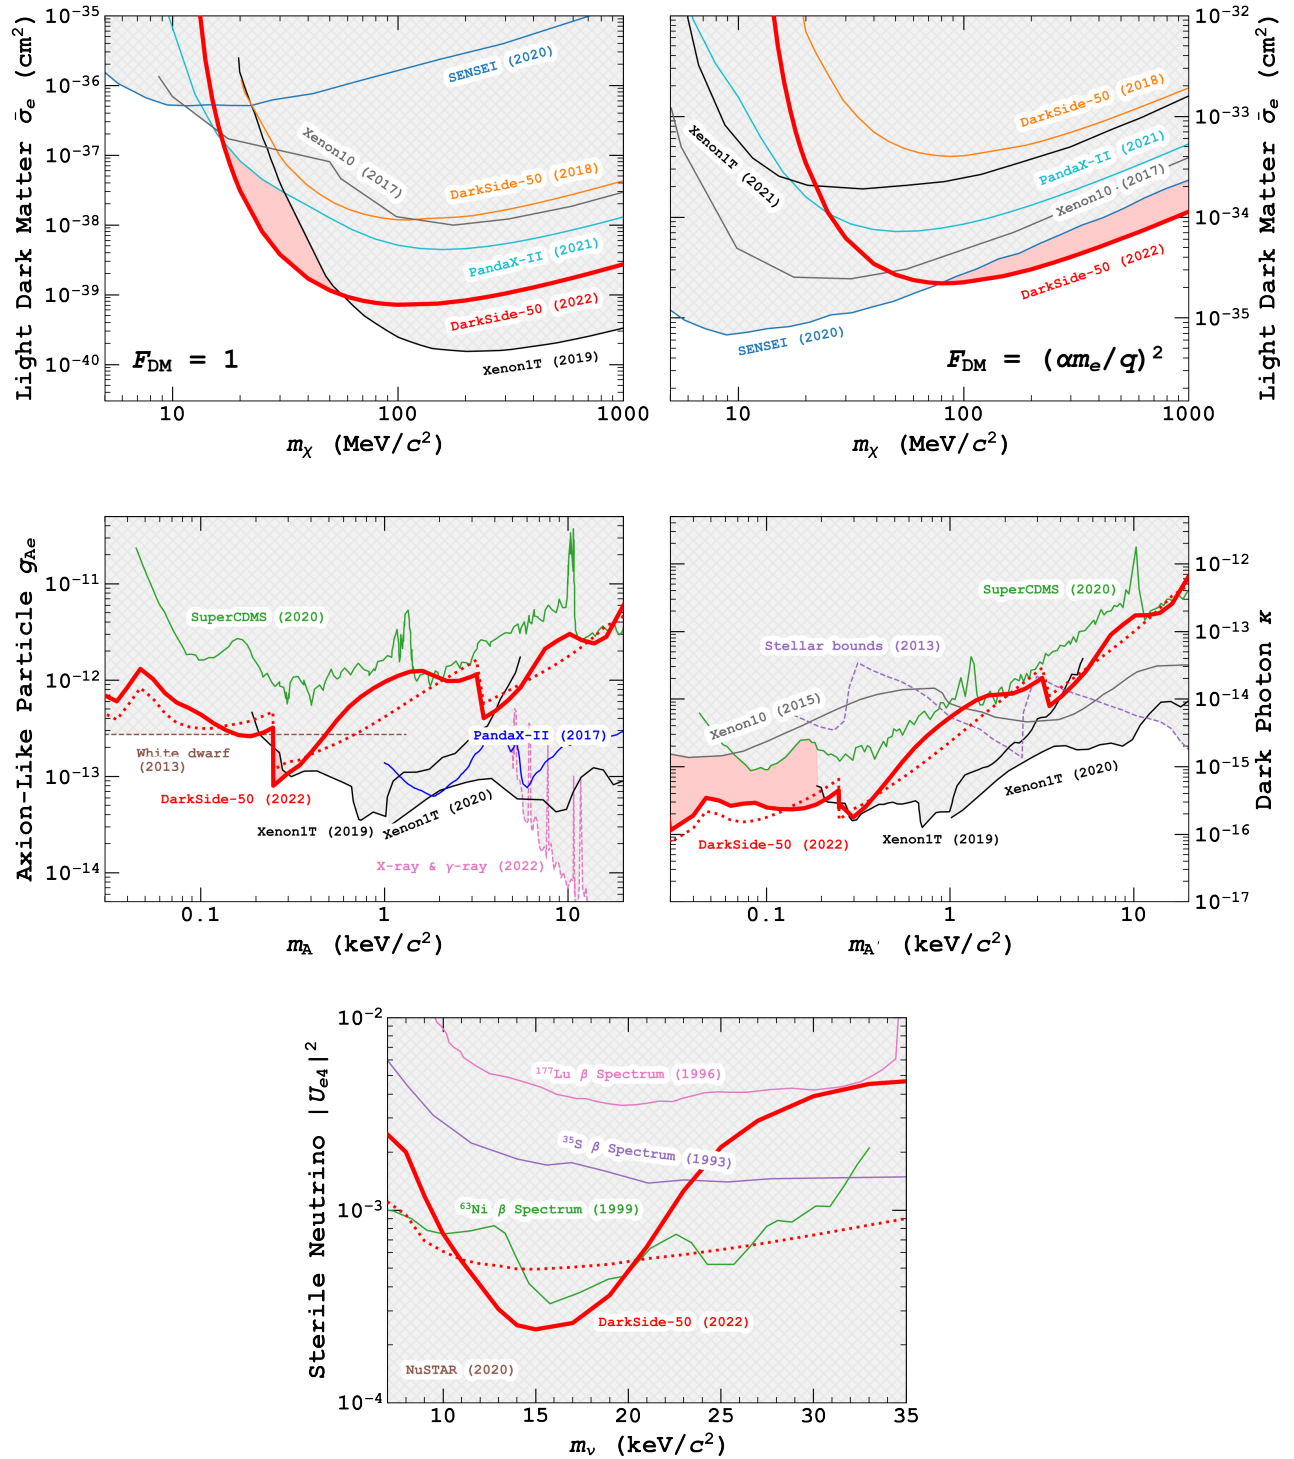 Light Dark Matter σ̄e (cm²)
10⁻³⁵
10⁻³⁶
10⁻³⁷
10⁻³⁸
10⁻³⁹
10⁻⁴⁰
SENSEI (2020)
Xenon10 (2017)
DarkSide-50 (2018)
PandaX-II (2021)
DarkSide-50 (2022)
Xenon1T (2019)
F_DM = 1
10 100 1000
mχ (MeV/c²)
Light Dark Matter σ̄e (cm²)
10⁻³²
10⁻³³
10⁻³⁴
10⁻³⁵
DarkSide-50 (2018)
Xenon1T (2021)
PandaX-II (2021)
Xenon10 (2017)
DarkSide-50 (2022)
SENSEI (2020)
F_DM = (αme/q)²
10 100 1000
mχ (MeV/c²)
Axion-Like Particle gAe
10⁻¹¹
10⁻¹²
10⁻¹³
10⁻¹⁴
SuperCDMS (2020)
PandaX-II (2017)
White dwarf
(2013)
DarkSide-50 (2022)
Xenon1T (2019)
Xenon1T (2020)
X-ray & γ-ray (2022)
0.1 1 10
mA (keV/c²)
Dark Photon κ
10⁻¹²
10⁻¹³
10⁻¹⁴
10⁻¹⁵
10⁻¹⁶
10⁻¹⁷
SuperCDMS (2020)
Stellar bounds (2013)
Xenon10 (2015)
Xenon1T (2020)
DarkSide-50 (2022)
Xenon1T (2019)
0.1 1 10
mA′ (keV/c²)
Sterile Neutrino |Ue4|²
10⁻²
10⁻³
10⁻⁴
¹⁷⁷Lu β Spectrum (1996)
³⁵S β Spectrum (1993)
⁶³Ni β Spectrum (1999)
DarkSide-50 (2022)
NuSTAR (2020)
10 15 20 25 30 35
mν (keV/c²)